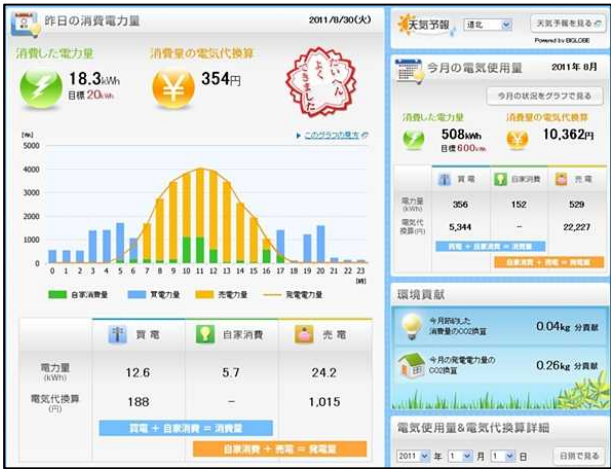 昨日の消費電力量
2011/8/30(火)
消費した電力量
消費量の電気代換算
18.3kWh
目標20kWh
354円
たいへん
よく
できました
このグラフの見方
[Wh]
5000
4000
3000
2000
1000
0
0 1 2 3 4 5 6 7 8 9 10 11 12 13 14 15 16 17 18 19 20 21 22 23
[時]
自家消費量 買電力量 売電力量 発電電力量
買電 自家消費 売電
電力量
(kWh)
12.6 5.7 24.2
電気代換算
(円)
188 － 1,015
買電 + 自家消費 = 消費量
自家消費 + 売電 = 発電量
天気予報
道北
天気予報を見る
Powered by BIGLOBE
今月の電気使用量
2011年 8月
今月の状況をグラフで見る
消費した電力量
消費量の電気代換算
508kWh
目標600kWh
10,362円
買電 自家消費 売電
電力量
(kWh)
356 152 529
電気代
換算(円)
5,344 － 22,227
買電 + 自家消費 = 消費量
自家消費 + 売電 = 発電量
環境貢献
今月節約した
消費量のCO2換算
0.04kg 分貢献
今月の発電電力量の
CO2換算
0.26kg 分貢献
電気使用量&電気代換算詳細
2011 年 1 月 1 日
日別で見る